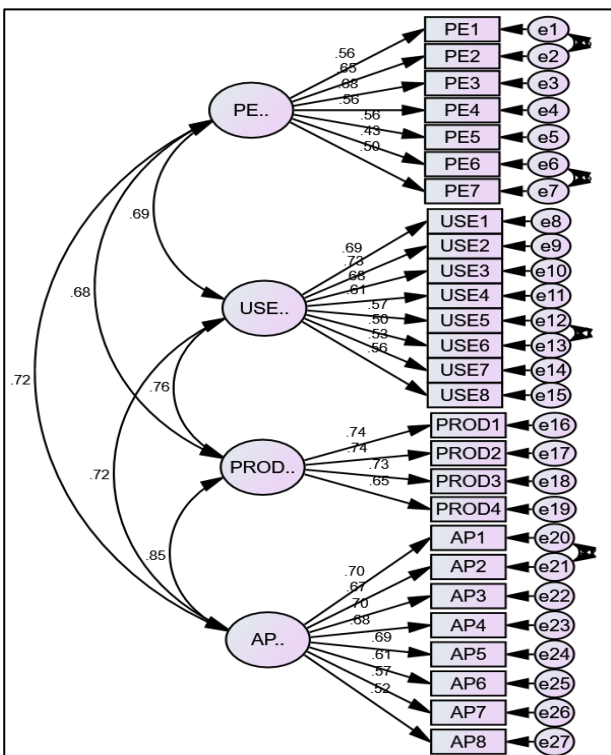 PE1
e1
PE2
e2
PE3
e3
PE4
e4
PE5
e5
PE6
e6
PE7
e7
PE..
.56
.65
.68
.56
.56
.43
.50
USE1
e8
USE2
e9
USE3
e10
USE4
e11
USE5
e12
USE6
e13
USE7
e14
USE8
e15
USE..
.69
.73
.68
.61
.57
.50
.53
.56
PROD1
e16
PROD2
e17
PROD3
e18
PROD4
e19
PROD..
.74
.74
.73
.65
AP1
e20
AP2
e21
AP3
e22
AP4
e23
AP5
e24
AP6
e25
AP7
e26
AP8
e27
AP..
.70
.67
.70
.68
.69
.61
.57
.52
.69
.68
.72
.76
.72
.85